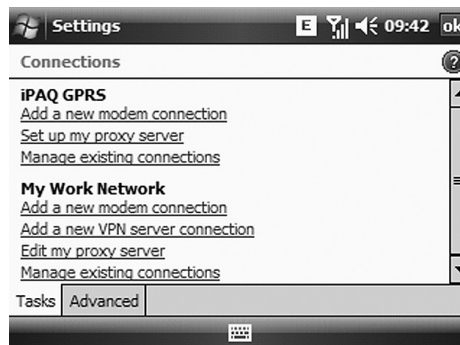 Settings E 09:42 ok
Connections ?
iPAQ GPRS
Add a new modem connection
Set up my proxy server
Manage existing connections
My Work Network
Add a new modem connection
Add a new VPN server connection
Edit my proxy server
Manage existing connections
Tasks Advanced